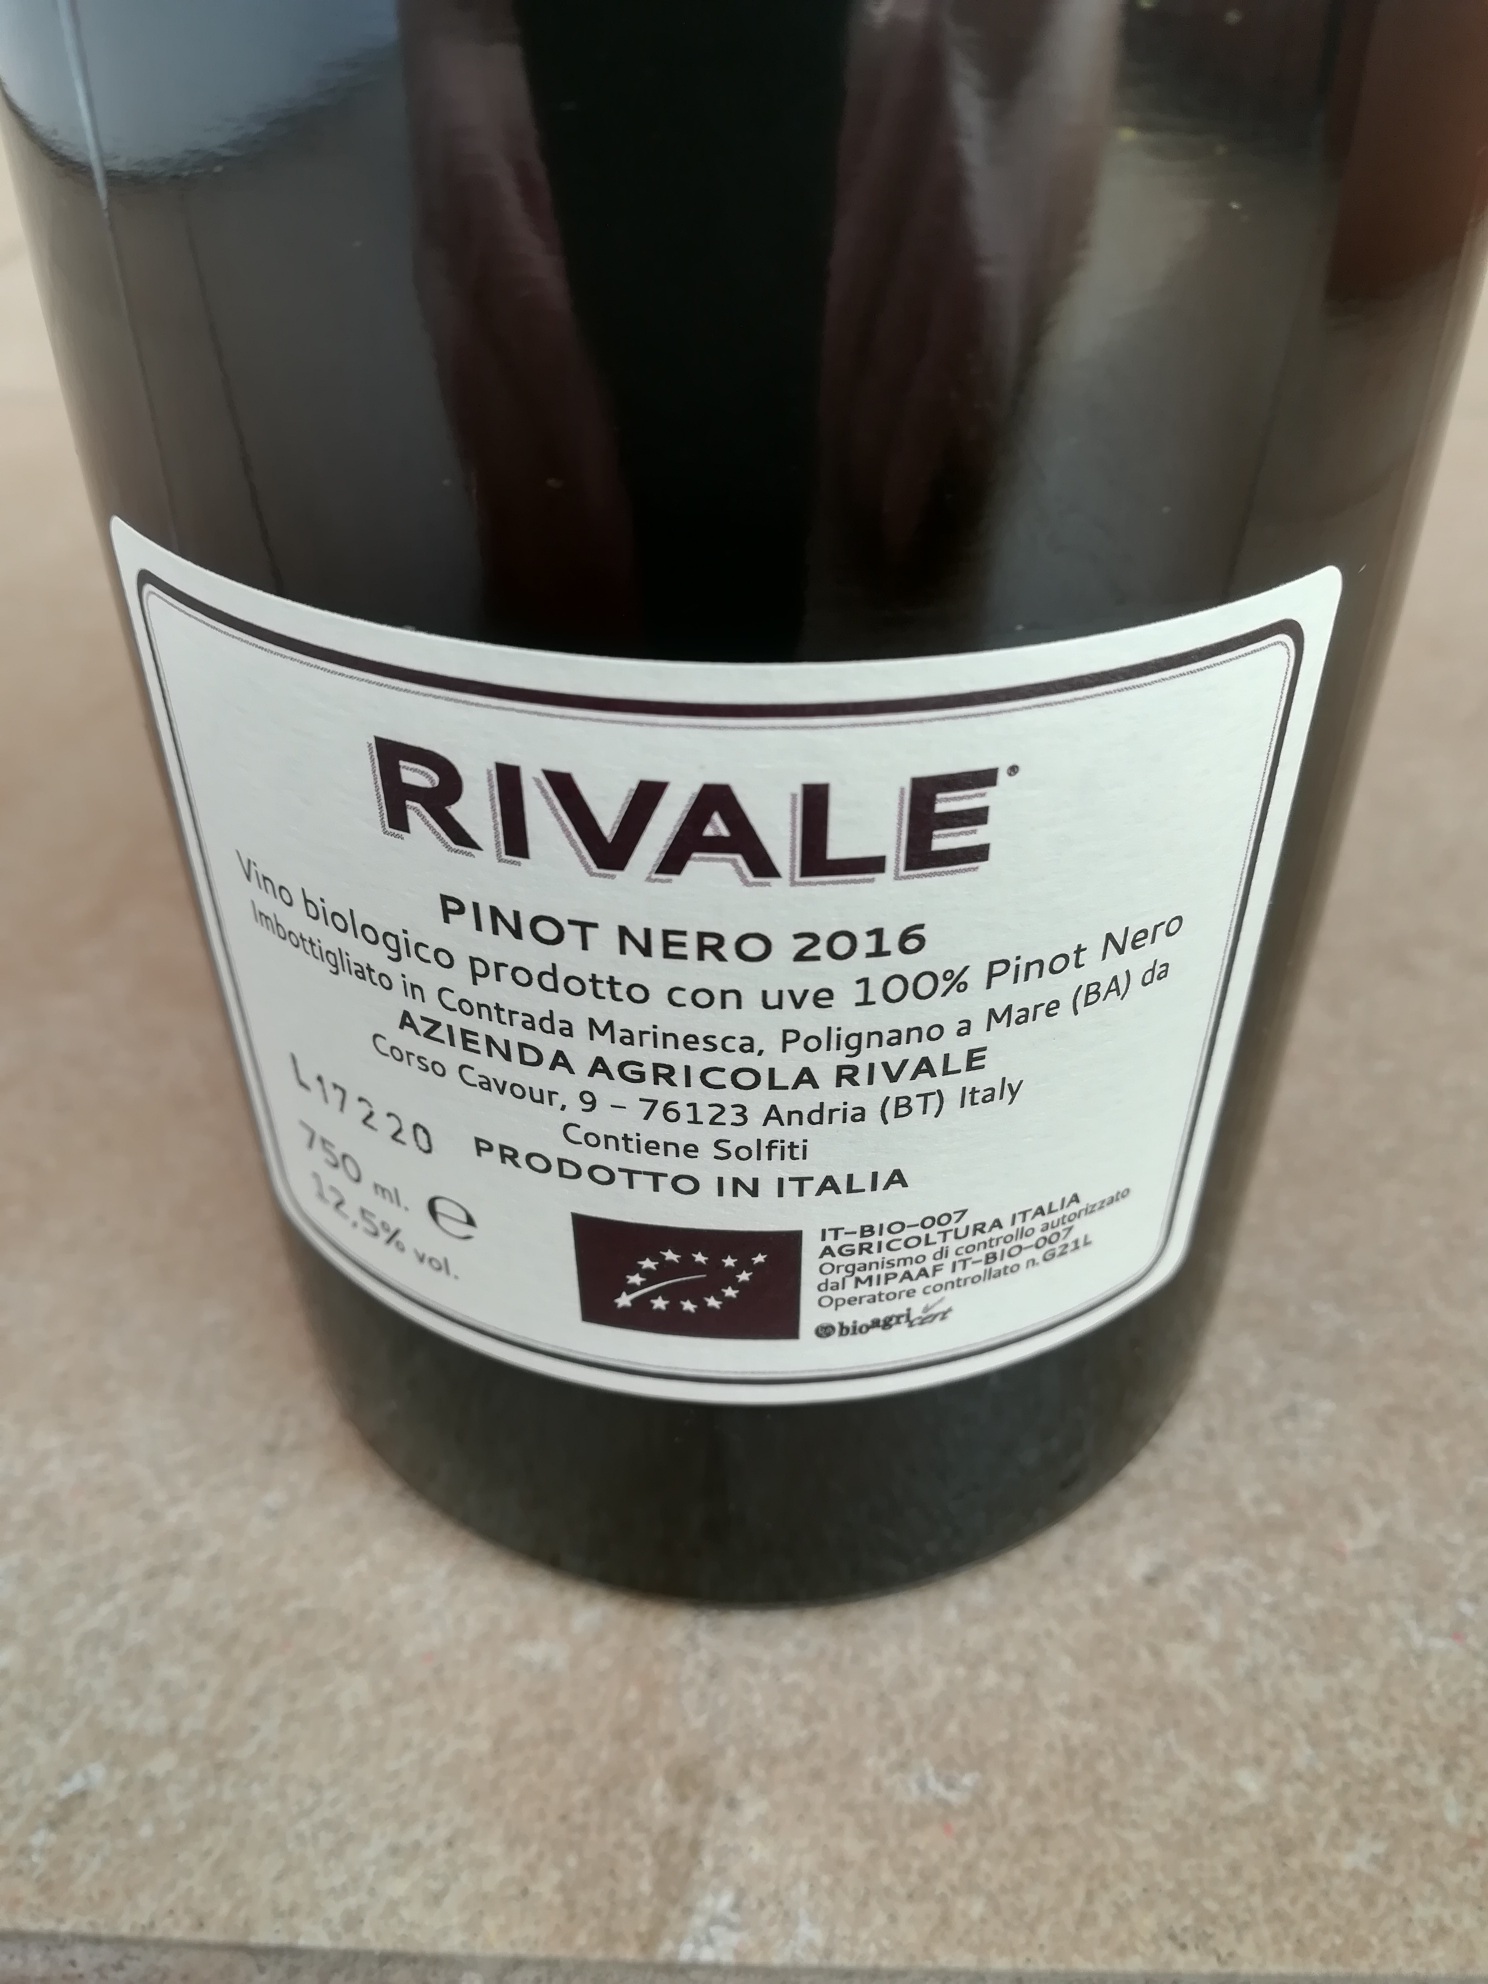 RIVALE®
PINOT NERO 2016
Vino biologico prodotto con uve 100% Pinot Nero
Imbottigliato in Contrada Marinesca, Polignano a Mare (BA) da
AZIENDA AGRICOLA RIVALE
Corso Cavour, 9 – 76123 Andria (BT) Italy
Contiene Solfiti
PRODOTTO IN ITALIA
L17220
750 ml. e
12,5% vol.
IT-BIO-007
AGRICOLTURA ITALIA
Organismo di controllo autorizzato
dal MIPAAF IT-BIO-007
Operatore controllato n. G21L
bioagricert